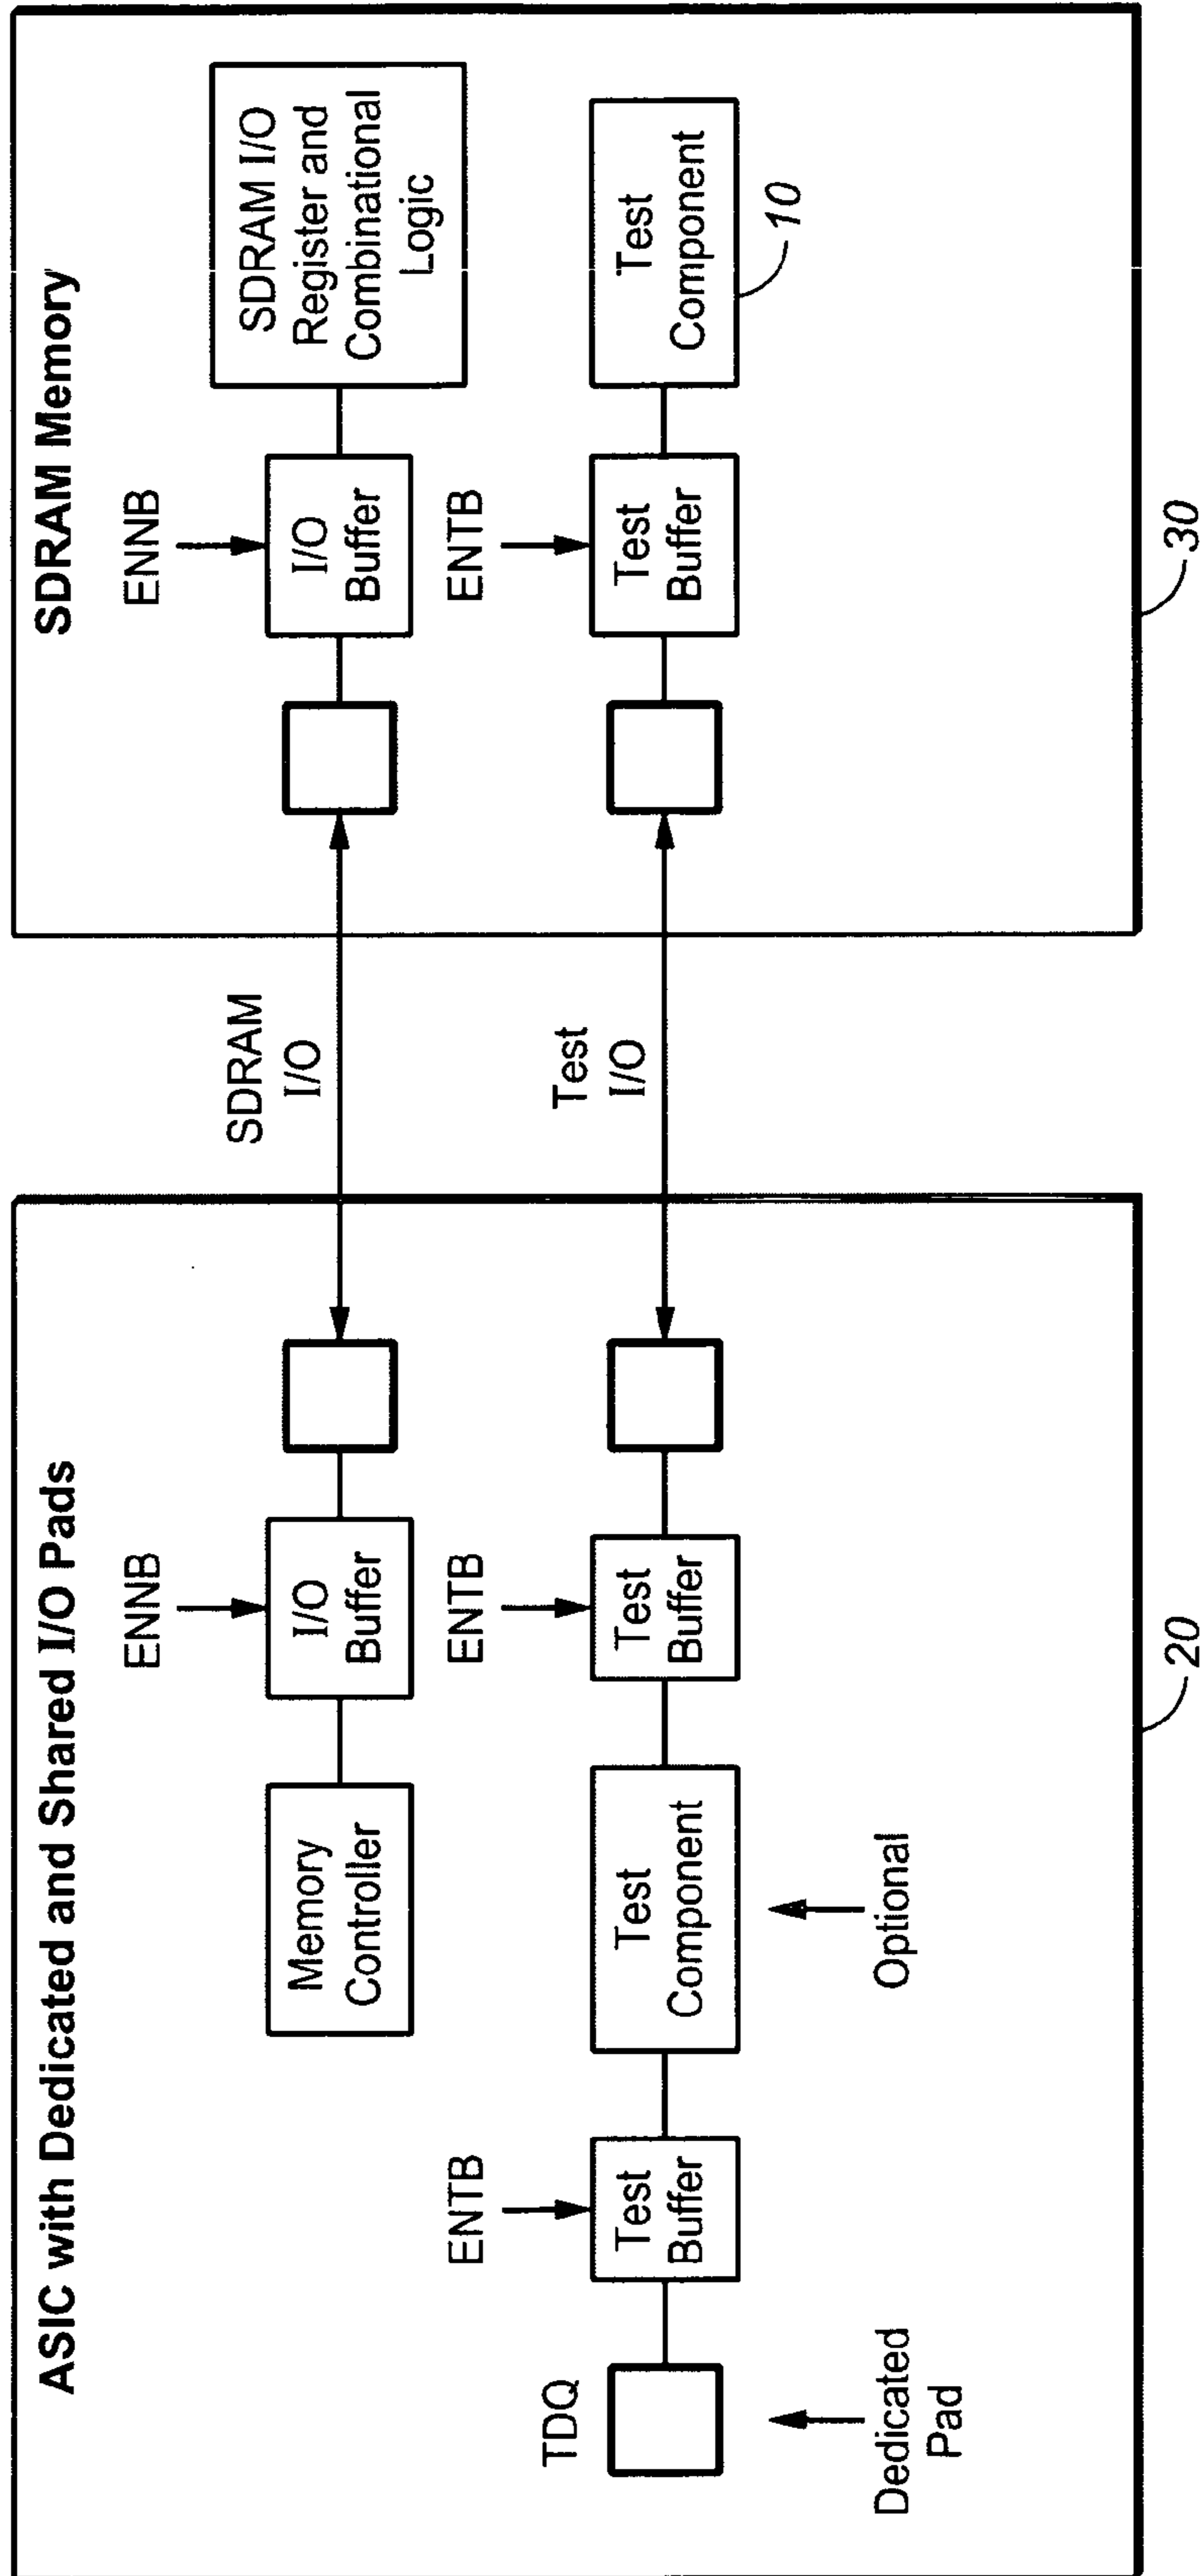 ASIC with Dedicated and Shared I/O Pads
ENNB
Memory
Controller
I/O
Buffer
ENTB
ENTB
TDQ
Test
Buffer
Test
Component
Test
Buffer
Dedicated
Pad
Optional
20
SDRAM
I/O
Test
I/O
SDRAM Memory
ENNB
I/O
Buffer
SDRAM I/O
Register and
Combinational
Logic
ENTB
Test
Buffer
Test
Component
10
30